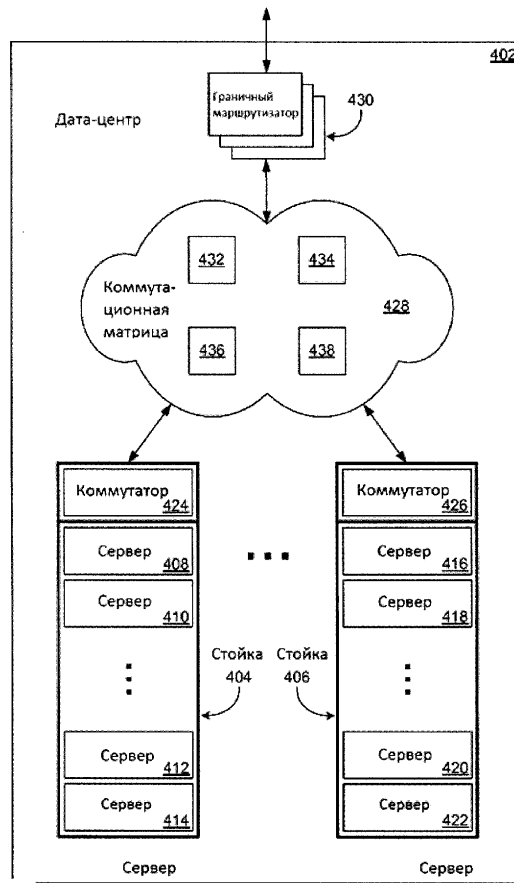 402
Граничный
маршрутизатор
430
Дата-центр
432
434
Коммута-
ционная
матрица
428
436
438
Коммутатор
424
Коммутатор
426
Сервер
408
Сервер
416
Сервер
410
Сервер
418
Стойка
404
Стойка
406
Сервер
412
Сервер
420
Сервер
414
Сервер
422
Сервер
Сервер